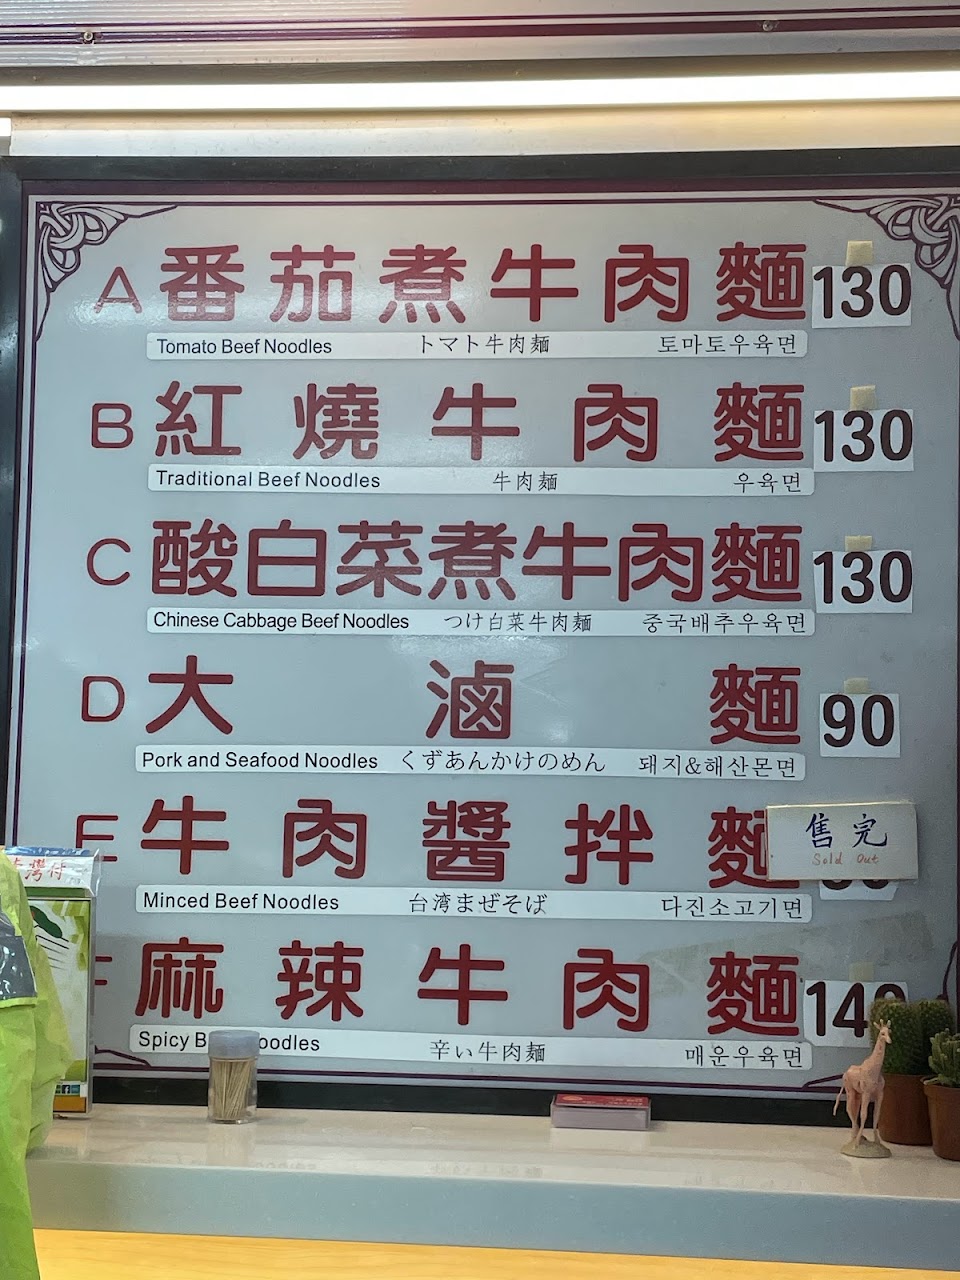 A 番茄煮牛肉麵 130
Tomato Beef Noodles トマト牛肉麺 토마토우육면
B 紅燒牛肉麵 130
Traditional Beef Noodles 牛肉麺 우육면
C 酸白菜煮牛肉麵 130
Chinese Cabbage Beef Noodles つけ白菜牛肉麺 중국배추우육면
D 大滷麵 90
Pork and Seafood Noodles くずあんかけのめん 돼지&해산몬면
E 牛肉醬拌麵 售完
Sold Out
Minced Beef Noodles 台湾まぜそば 다진소고기면
灣付
F 麻辣牛肉麵 14
Spicy B oodles 辛い牛肉麺 매운우육면